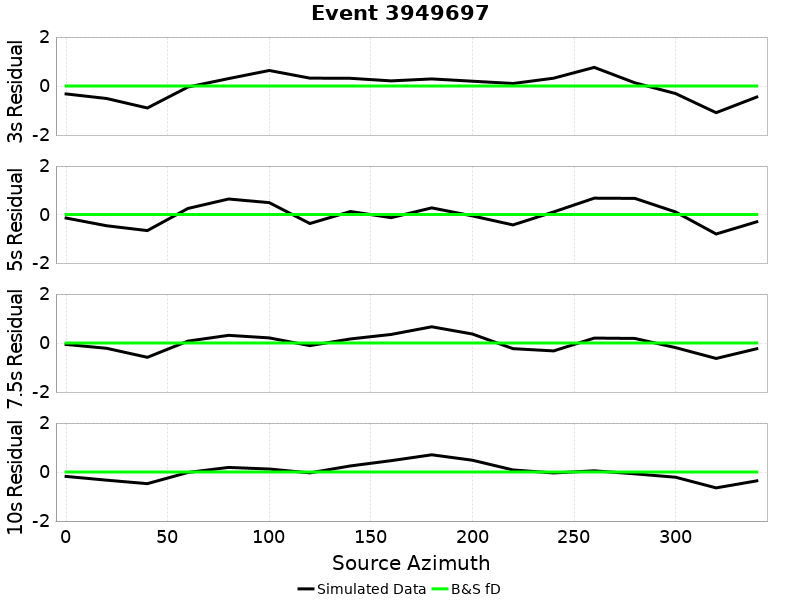 Event 3949697
3s Residual
2
0
-2
5s Residual
2
0
-2
7.5s Residual
2
0
-2
10s Residual
2
0
-2
0 50 100 150 200 250 300
Source Azimuth
Simulated Data B&S fD